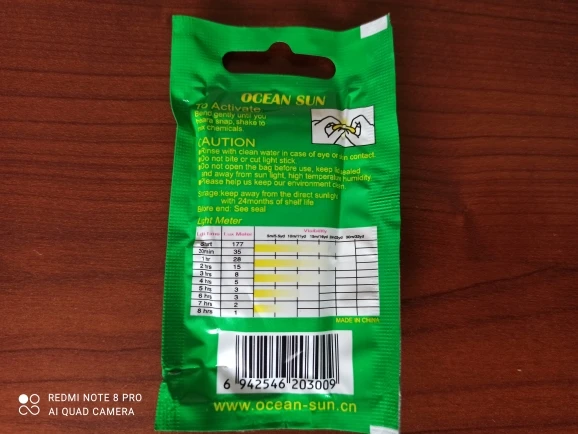 OCEAN SUN
To Activate
Bend gently until you
hears snap, shake to
mix chemicals.
CAUTION
Rinse with clean water in case of eye or skin contact.
Do not bite or cut light stick.
Do not open the bag before use, keep it sealed
and away from sun light, high temperature, humidity
Please help us keep our environment clean
Storage:keep away from the direct sunlight
with 24months of shelf life
Before end: See seal
Light Meter
Lux Meter Visibility
Start 177
20min 35
1 hr 28
2 hrs 15
3 hrs 8
4 hrs 5
5 hrs 3
6 hrs 3
7 hrs 2
8 hrs 1
MADE IN China
6 942546 203009
www.ocean-sun.cn
REDMI NOTE 8 PRO
AI QUAD CAMERA